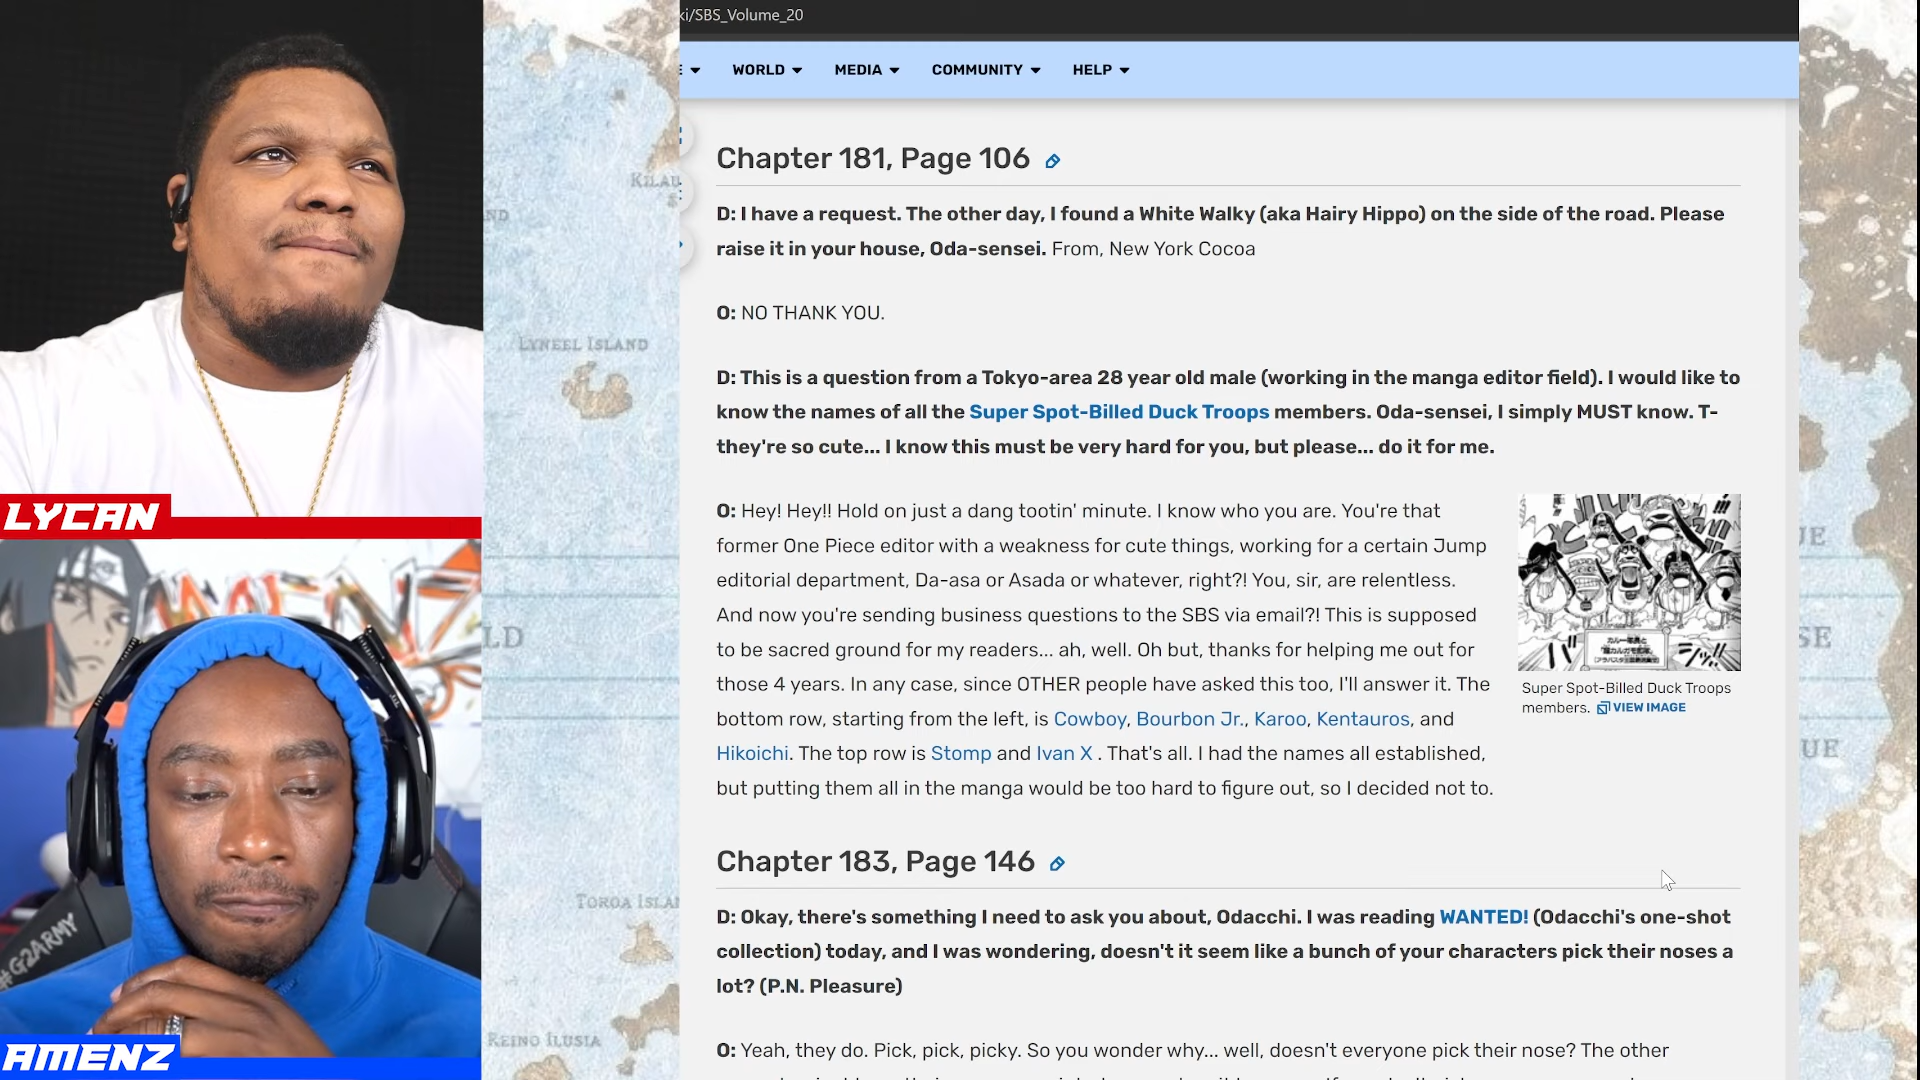 ki/SBS_Volume_20
WORLD
MEDIA
COMMUNITY
HELP
Chapter 181, Page 106
D: I have a request. The other day, I found a White Walky (aka Hairy Hippo) on the side of the road. Please
raise it in your house, Oda-sensei. From, New York Cocoa
O: NO THANK YOU.
D: This is a question from a Tokyo-area 28 year old male (working in the manga editor field). I would like to
know the names of all the Super Spot-Billed Duck Troops members. Oda-sensei, I simply MUST know. T-
they're so cute... I know this must be very hard for you, but please... do it for me.
O: Hey! Hey!! Hold on just a dang tootin' minute. I know who you are. You're that
former One Piece editor with a weakness for cute things, working for a certain Jump
editorial department, Da-asa or Asada or whatever, right?! You, sir, are relentless.
And now you're sending business questions to the SBS via email?! This is supposed
to be sacred ground for my readers... ah, well. Oh but, thanks for helping me out for
those 4 years. In any case, since OTHER people have asked this too, I'll answer it. The
bottom row, starting from the left, is Cowboy, Bourbon Jr., Karoo, Kentauros, and
Hikoichi. The top row is Stomp and Ivan X . That's all. I had the names all established,
but putting them all in the manga would be too hard to figure out, so I decided not to.
Super Spot-Billed Duck Troops
members. VIEW IMAGE
Chapter 183, Page 146
D: Okay, there's something I need to ask you about, Odacchi. I was reading WANTED! (Odacchi's one-shot
collection) today, and I was wondering, doesn't it seem like a bunch of your characters pick their noses a
lot? (P.N. Pleasure)
O: Yeah, they do. Pick, pick, picky. So you wonder why... well, doesn't everyone pick their nose? The other
LYCAN
AMENZ
#G2ARMY
LYNEEL ISLAND
REINO ILUSIA